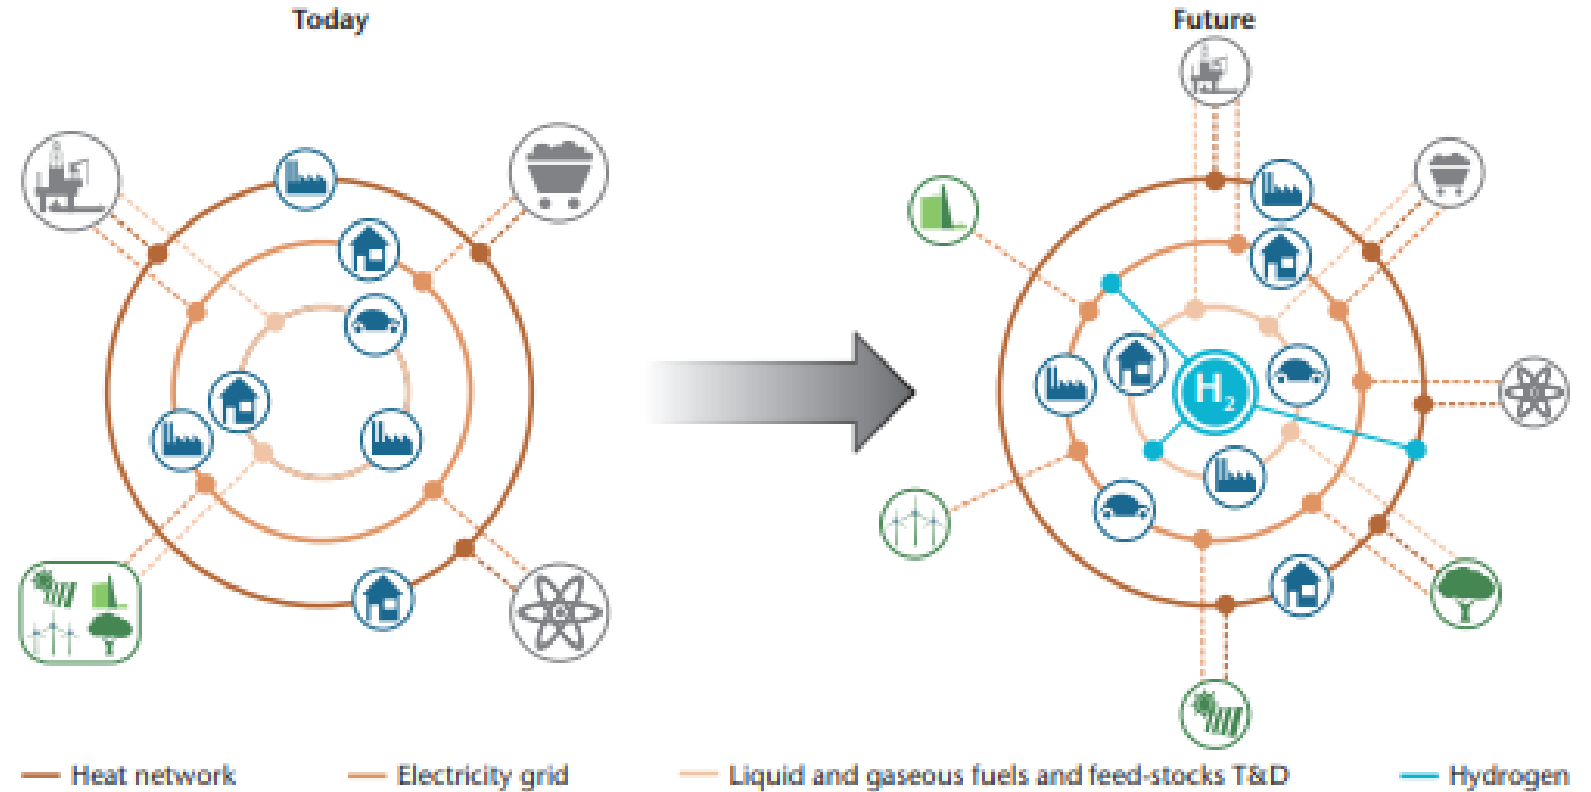 Today
Future
H2
Heat network
Electricity grid
Liquid and gaseous fuels and feed-stocks T&D
Hydrogen